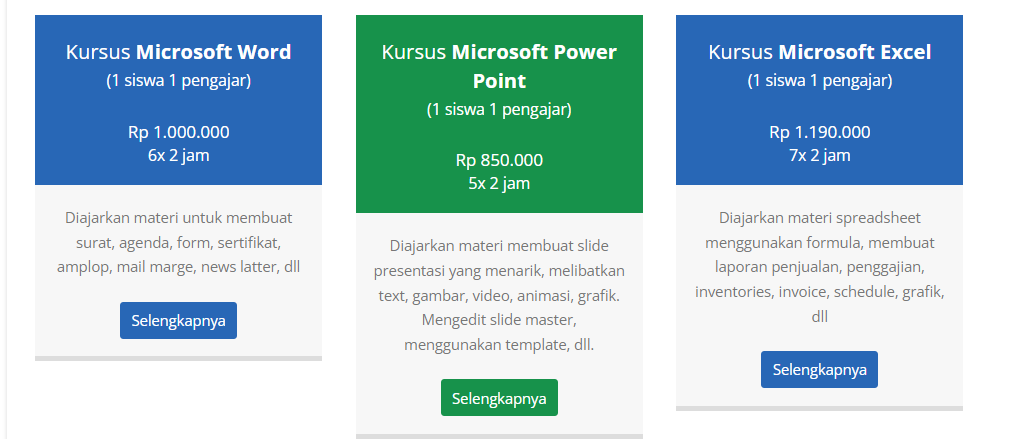 Kursus Microsoft Word
(1 siswa 1 pengajar)
Rp 1.000.000
6x 2 jam
Diajarkan materi untuk membuat
surat, agenda, form, sertifikat,
amplop, mail marge, news latter, dll
Selengkapnya
Kursus Microsoft Power
Point
(1 siswa 1 pengajar)
Rp 850.000
5x 2 jam
Diajarkan materi membuat slide
presentasi yang menarik, melibatkan
text, gambar, video, animasi, grafik.
Mengedit slide master,
menggunakan template, dll.
Selengkapnya
Kursus Microsoft Excel
(1 siswa 1 pengajar)
Rp 1.190.000
7x 2 jam
Diajarkan materi spreadsheet
menggunakan formula, membuat
laporan penjualan, penggajian,
inventories, invoice, schedule, grafik,
dll
Selengkapnya